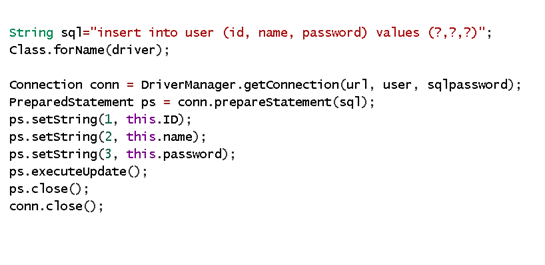 String sql="insert into user (id, name, password) values (?,?,?)";
Class.forName(driver);
Connection conn = DriverManager.getConnection(url, user, sqlpassword);
PreparedStatement ps = conn.prepareStatement(sql);
ps.setString(1, this.ID);
ps.setString(2, this.name);
ps.setString(3, this.password);
ps.executeUpdate();
ps.close();
conn.close();